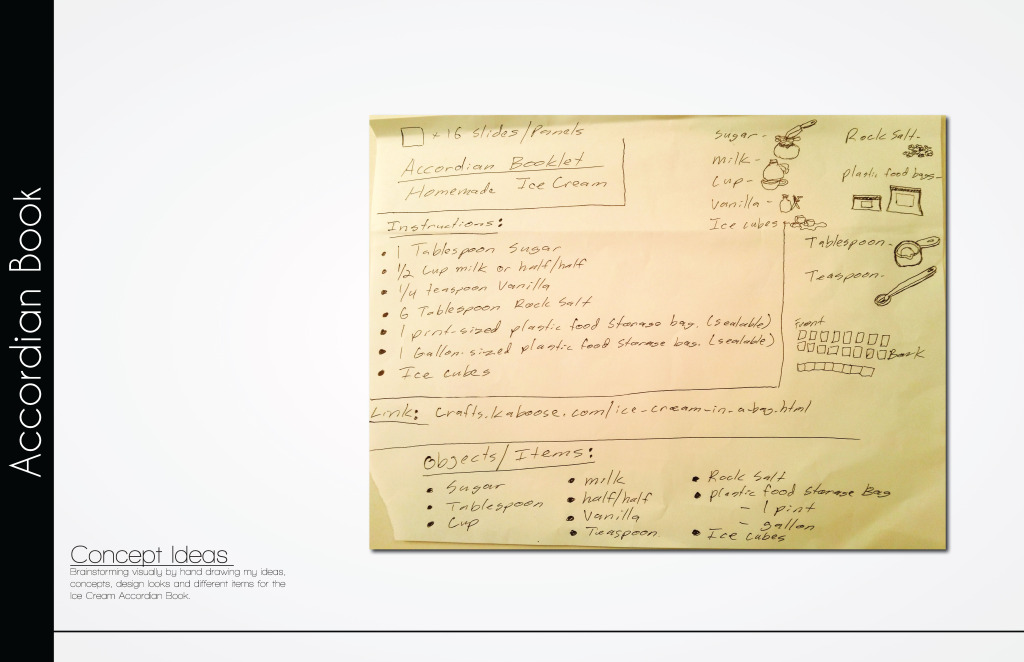 Accordian Book
+ 16 Slides/Pannels
Accordian Booklet
Homemade Ice Cream
Instructions:
• 1 Tablespoon Sugar
• 1/2 Cup milk or half/half
• 1/4 teaspoon Vanilla
• 6 Tablespoon Rock Salt
• 1 pint-sized plastic food Storage bag. (sealable)
• 1 Gallon-sized plastic food Storage bag. (sealable)
• Ice cubes
Sugar -
milk -
Cup -
Vanilla -
Ice cubes
Rock Salt -
plastic food bags -
Tablespoon -
Teaspoon -
Front
Back
Link: Crafts.kaboose.com/ice-cream-in-a-bag.html
Objects/Items:
• Sugar
• Tablespoon
• Cup
• milk
• half/half
• Vanilla
• Teaspoon
• Rock Salt
• plastic food Storage Bag
- 1 pint
- gallon
• Ice Cubes
Concept Ideas
Brainstorming visually by hand drawing my ideas,
concepts, design looks and different items for the
Ice Cream Accordian Book.